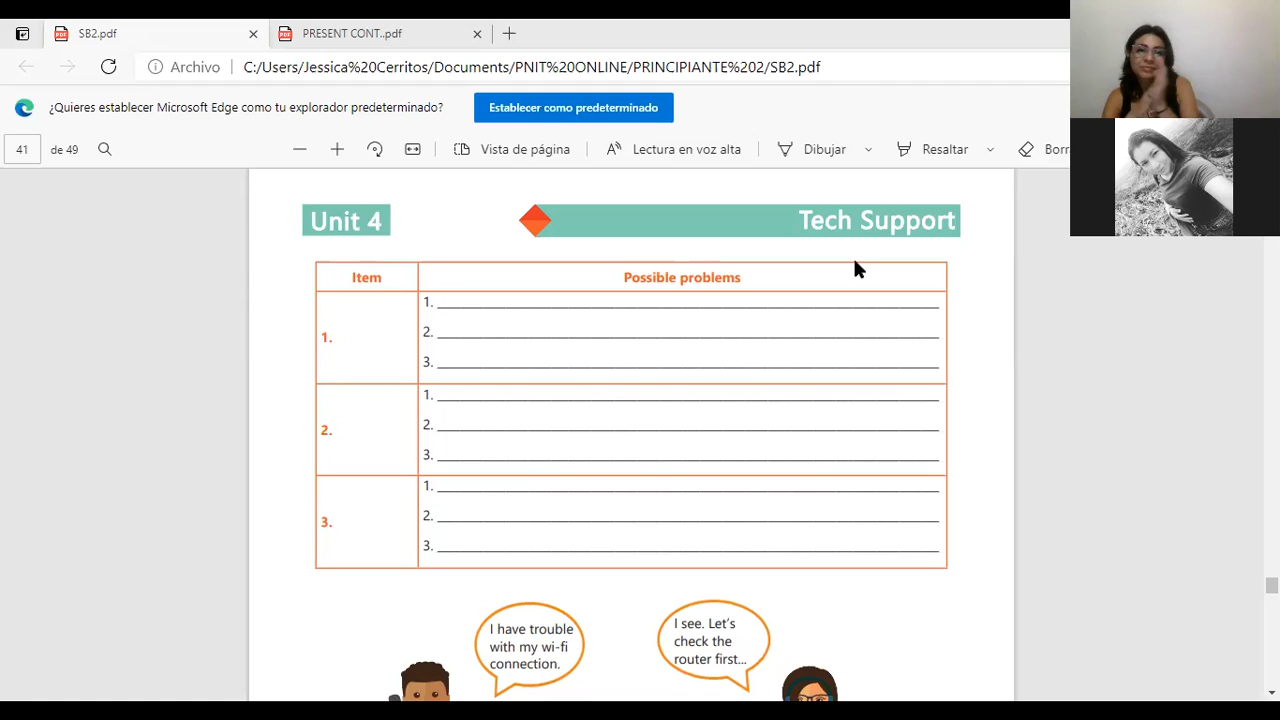 SB2.pdf
PRESENT CONT..pdf
Archivo
C:/Users/Jessica%20Cerritos/Documents/PNIT%20ONLINE/PRINCIPIANTE%202/SB2.pdf
¿Quieres establecer Microsoft Edge como tu explorador predeterminado?
Establecer como predeterminado
41
de 49
Vista de página
Lectura en voz alta
Dibujar
Resaltar
Borr
Unit 4
Tech Support
Item
Possible problems
1.
1.
2.
3.
2.
1.
2.
3.
3.
1.
2.
3.
I have trouble
with my wi-fi
connection.
I see. Let's
check the
router first...